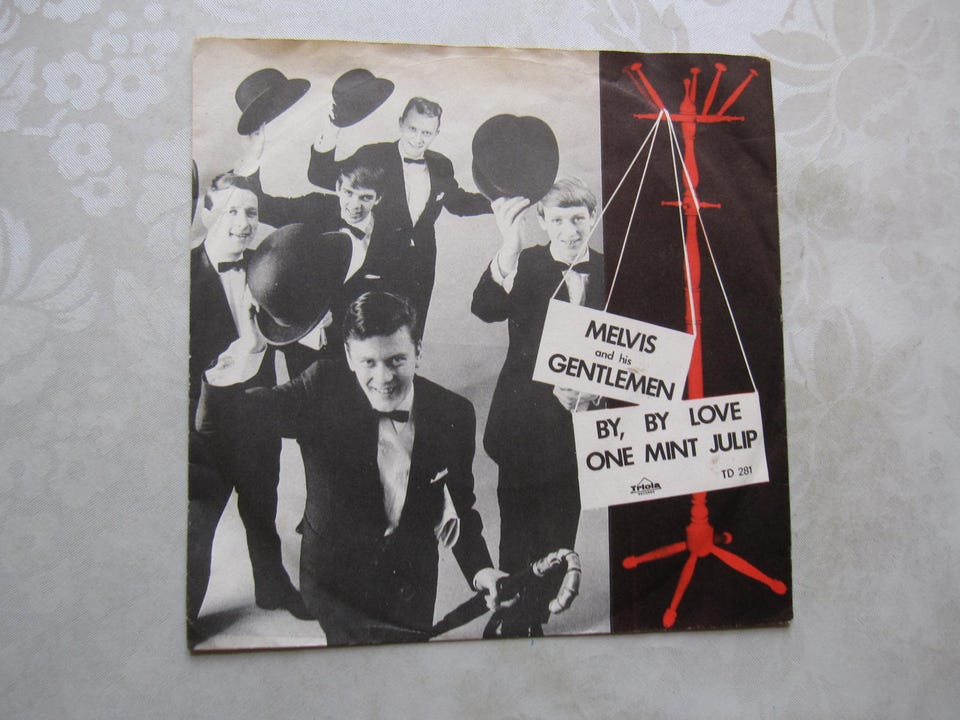 MELVIS
and his
GENTLEMEN
BY, BY LOVE
ONE MINT JULIP
TD 281
Triola